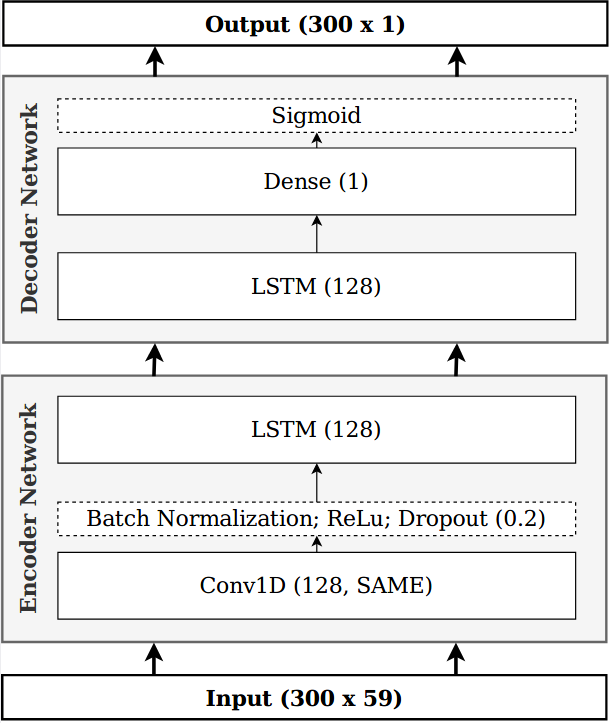 Output (300 x 1)
Decoder Network
Sigmoid
Dense (1)
LSTM (128)
Encoder Network
LSTM (128)
Batch Normalization; ReLu; Dropout (0.2)
Conv1D (128, SAME)
Input (300 x 59)